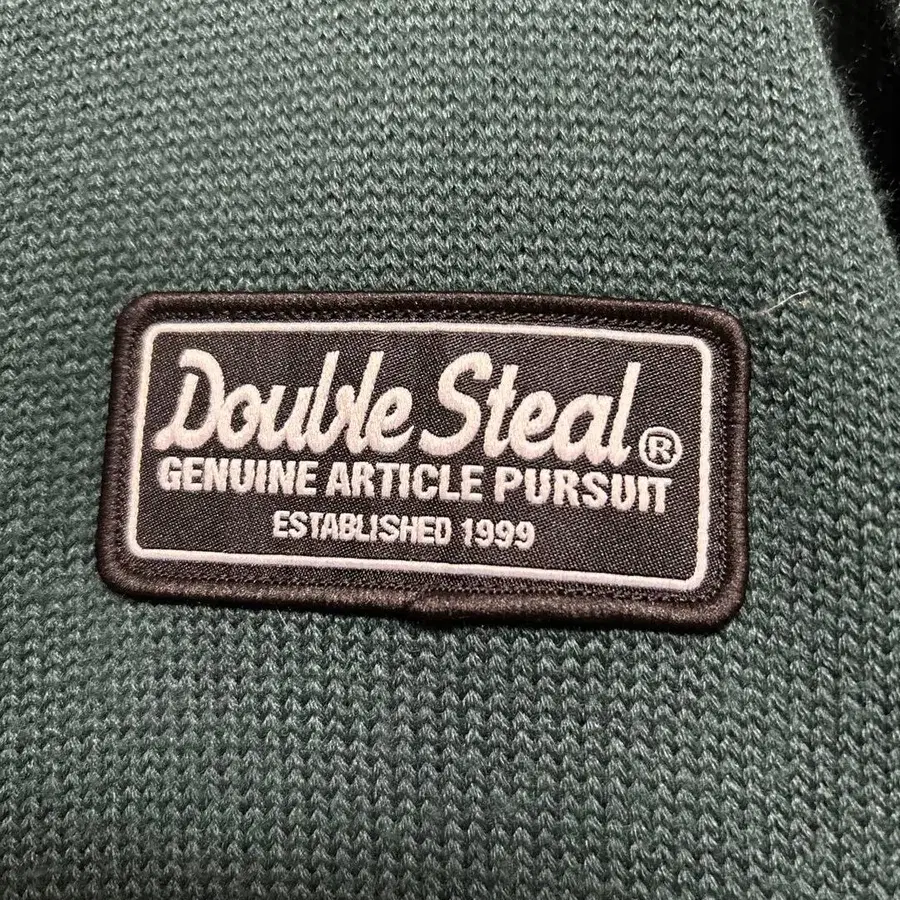 Double Steal®
GENUINE ARTICLE PURSUIT
ESTABLISHED 1999